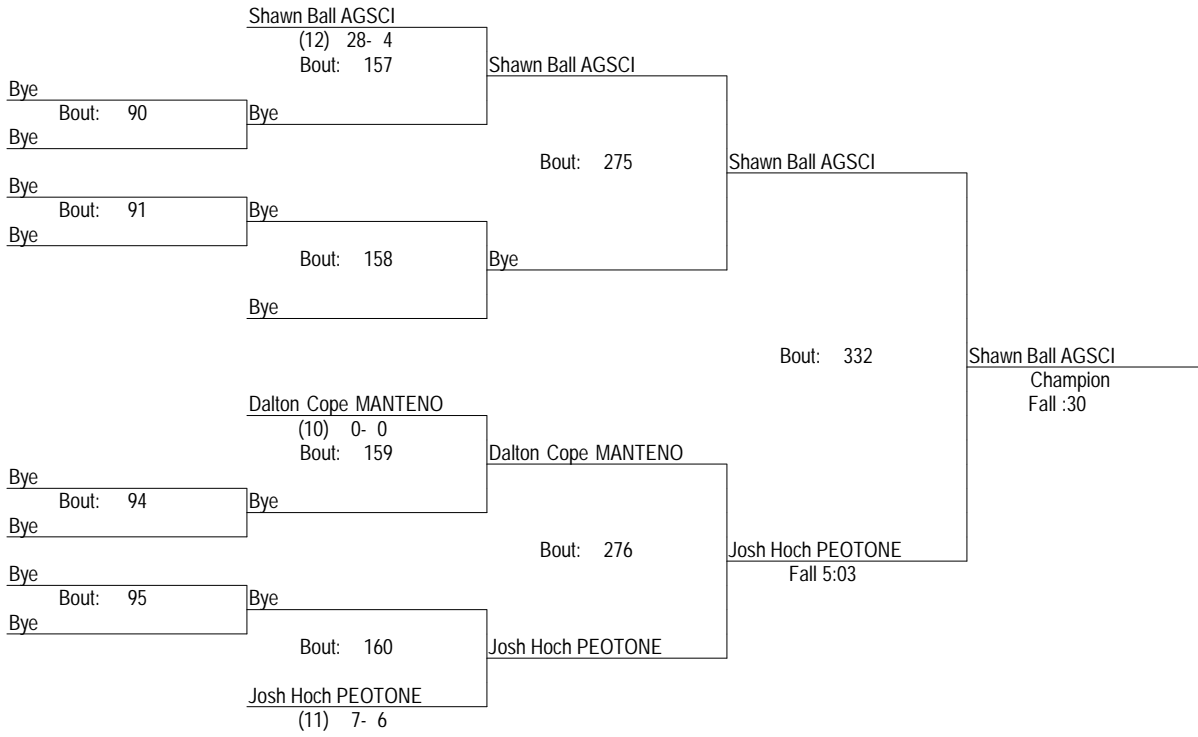 Shawn Ball AGSCI
(12) 28- 4
Bout: 157
Shawn Ball AGSCI
Bye
Bout: 90
Bye
Bye
Bout: 275
Shawn Ball AGSCI
Bye
Bout: 91
Bye
Bye
Bout: 158
Bye
Bye
Bout: 332
Shawn Ball AGSCI
Champion
Fall :30
Dalton Cope MANTENO
(10) 0- 0
Bout: 159
Dalton Cope MANTENO
Bye
Bout: 94
Bye
Bye
Bout: 276
Josh Hoch PEOTONE
Fall 5:03
Bye
Bout: 95
Bye
Bye
Bout: 160
Josh Hoch PEOTONE
Josh Hoch PEOTONE
(11) 7- 6